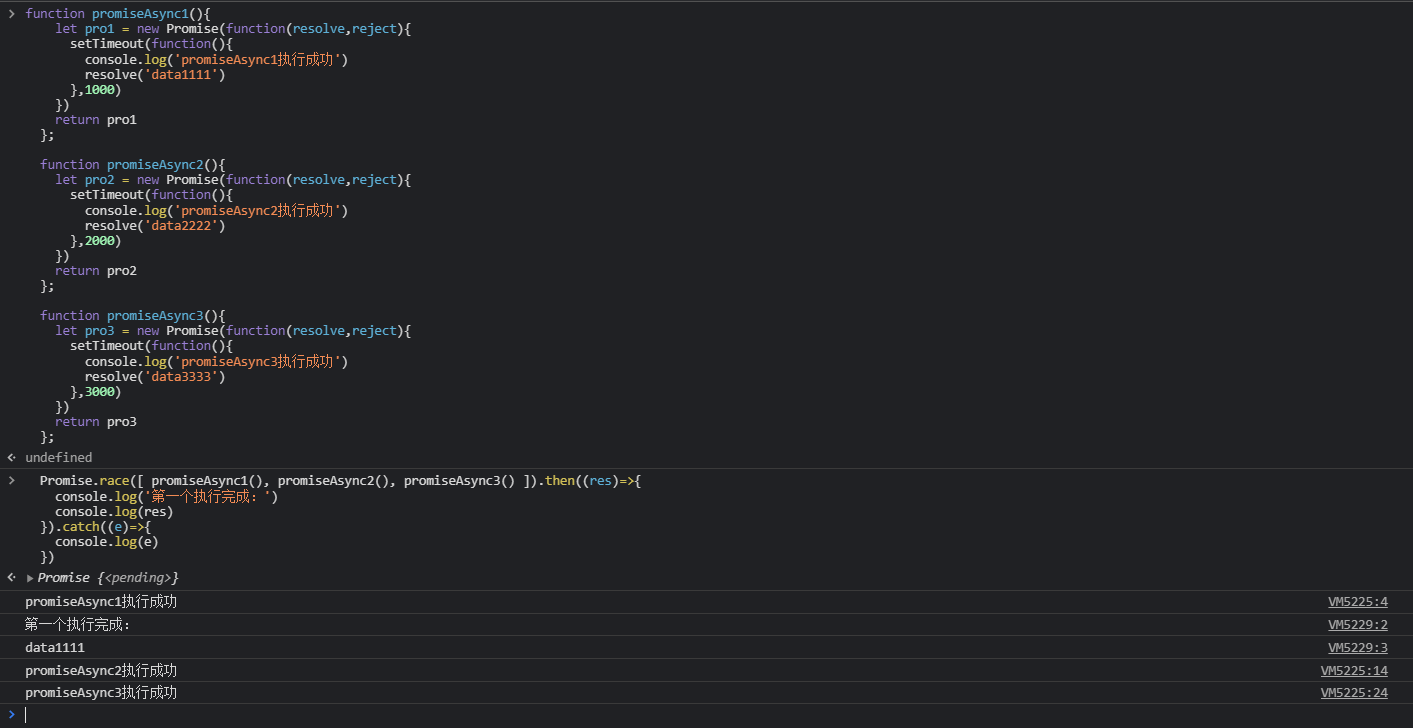 function promiseAsync1(){
let pro1 = new Promise(function(resolve,reject){
setTimeout(function(){
console.log('promiseAsync1执行成功')
resolve('data1111')
},1000)
})
return pro1
};
function promiseAsync2(){
let pro2 = new Promise(function(resolve,reject){
setTimeout(function(){
console.log('promiseAsync2执行成功')
resolve('data2222')
},2000)
})
return pro2
};
function promiseAsync3(){
let pro3 = new Promise(function(resolve,reject){
setTimeout(function(){
console.log('promiseAsync3执行成功')
resolve('data3333')
},3000)
})
return pro3
};
undefined
Promise.race([ promiseAsync1(), promiseAsync2(), promiseAsync3() ]).then((res)=>{
console.log('第一个执行完成：')
console.log(res)
}).catch((e)=>{
console.log(e)
})
Promise {<pending>}
promiseAsync1执行成功 VM5225:4
第一个执行完成： VM5229:2
data1111 VM5229:3
promiseAsync2执行成功 VM5225:14
promiseAsync3执行成功 VM5225:24